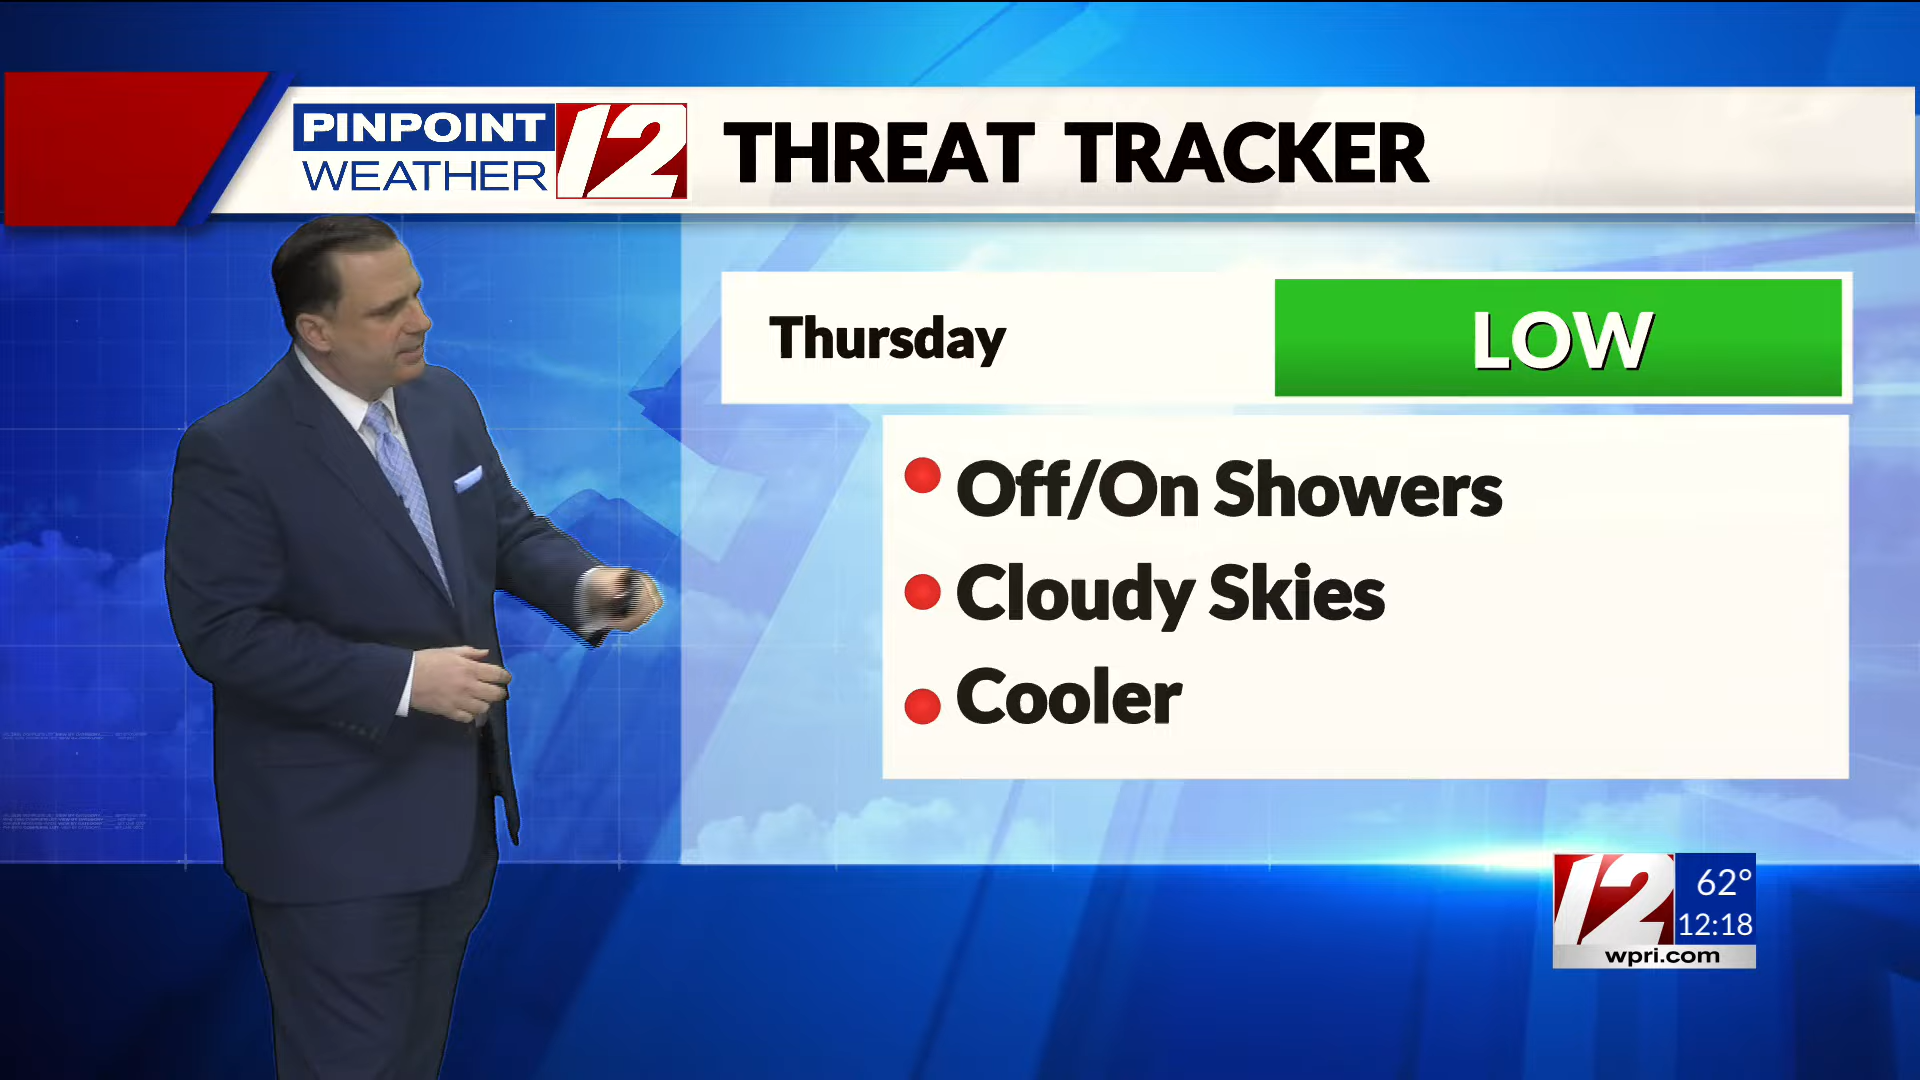 PINPOINT
WEATHER
12
THREAT TRACKER
Thursday
LOW
Off/On Showers
Cloudy Skies
Cooler
12
62°
12:18
wpri.com